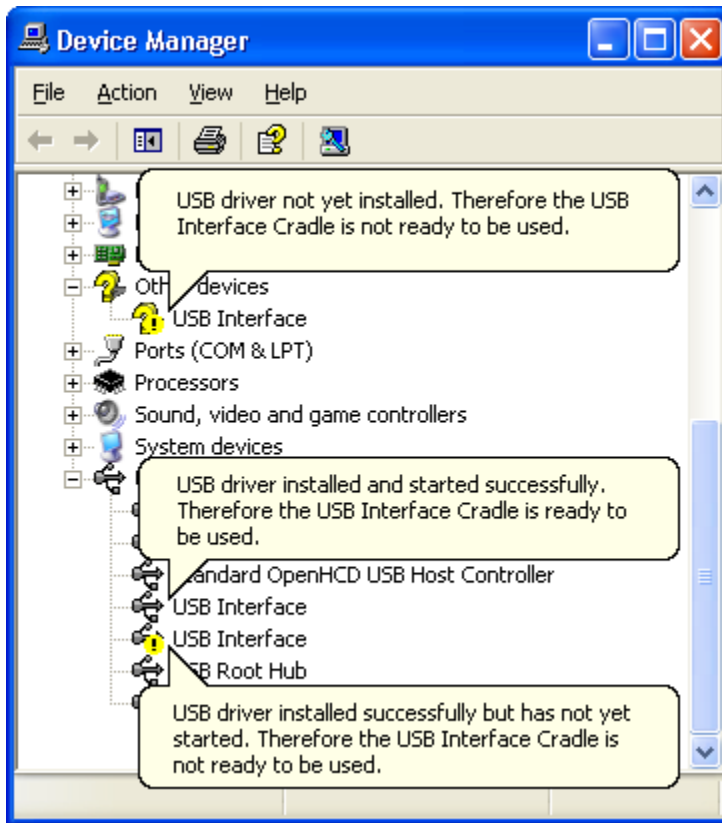 Device Manager
File Action View Help
USB driver not yet installed. Therefore the USB
Interface Cradle is not ready to be used.
Oth devices
USB Interface
Ports (COM & LPT)
Processors
Sound, video and game controllers
System devices
USB driver installed and started successfully.
Therefore the USB Interface Cradle is ready to
be used.
Standard OpenHCD USB Host Controller
USB Interface
USB Interface
USB Root Hub
USB driver installed successfully but has not yet
started. Therefore the USB Interface Cradle is
not ready to be used.